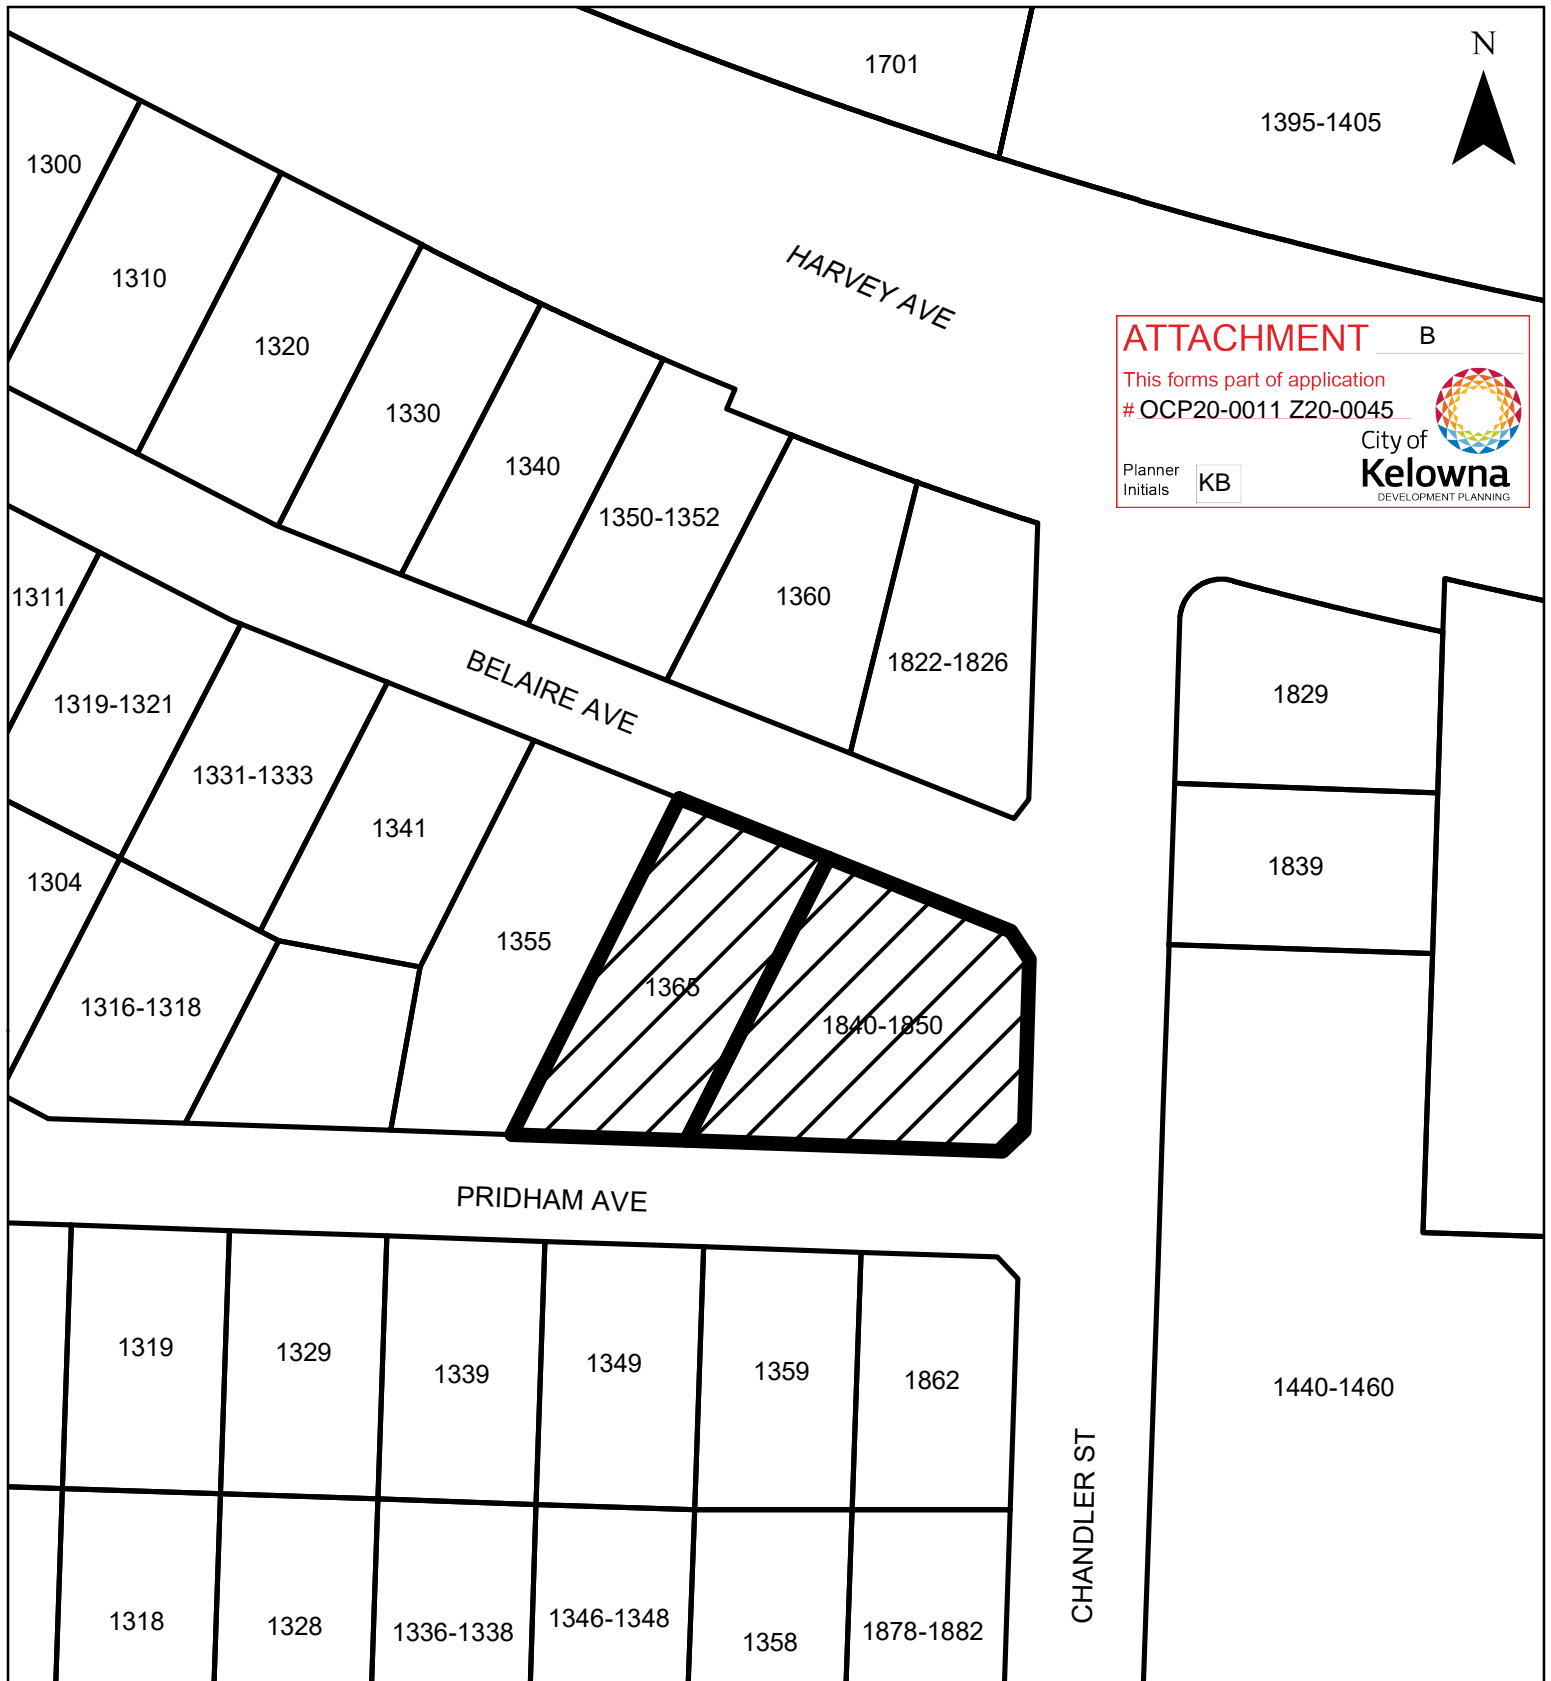 1701
N
1395-1405
1300
1310
HARVEY AVE
1320
ATTACHMENT B
This forms part of application
# OCP20-0011 Z20-0045
City of
Kelowna
DEVELOPMENT PLANNING
Planner
Initials KB
1330
1340
1350-1352
1360
1822-1826
1311
BELAIRE AVE
1829
1319-1321
1331-1333
1341
1839
1304
1355
1365
1316-1318
1840-1850
PRIDHAM AVE
1319
1329
1339
1349
1359
1862
1440-1460
CHANDLER ST
1318
1328
1336-1338
1346-1348
1358
1878-1882